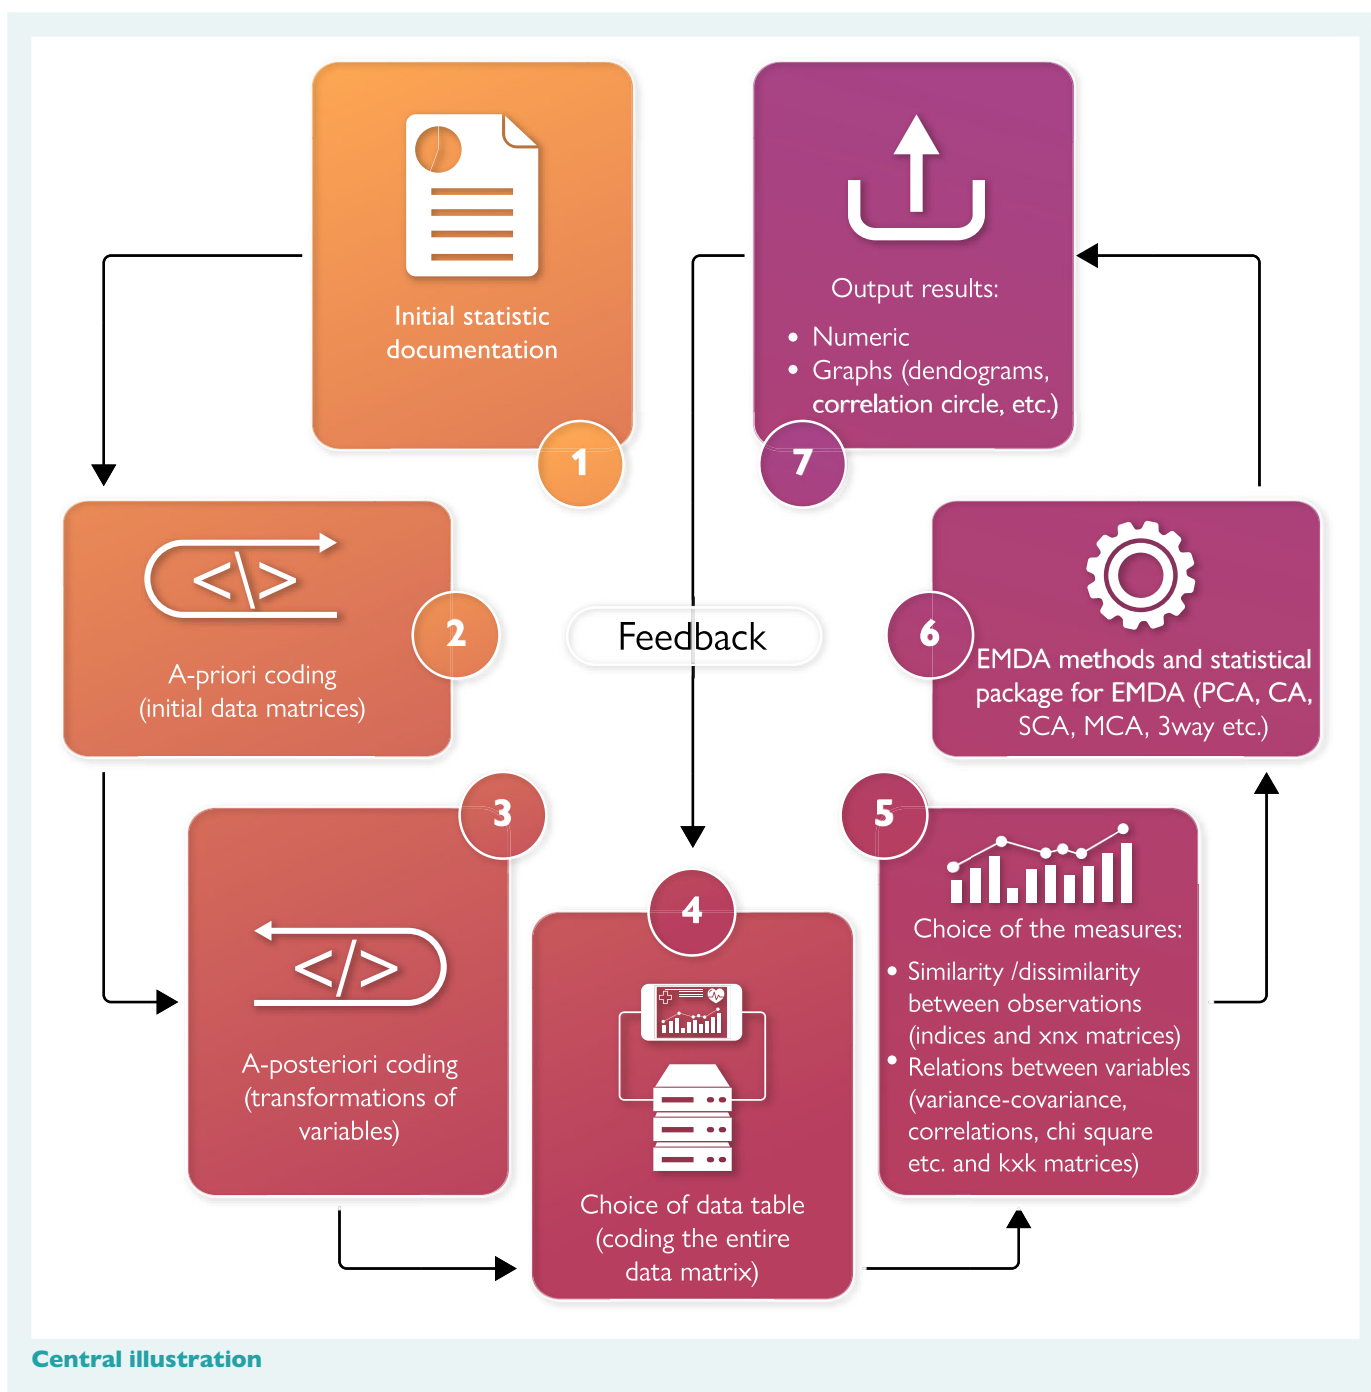 Initial statistic
documentation
1
</>
A-priori coding
(initial data matrices)
2
3
</>
A-posteriori coding
(transformations of
variables)
4
Choice of data table
(coding the entire
data matrix)
5
Choice of the measures:
• Similarity /dissimilarity
between observations
(indices and xnx matrices)
• Relations between variables
(variance-covariance,
correlations, chi square
etc. and kxk matrices)
6
EMDA methods and statistical
package for EMDA (PCA, CA,
SCA, MCA, 3way etc.)
Output results:
• Numeric
• Graphs (dendograms,
correlation circle, etc.)
7
Feedback
Central illustration